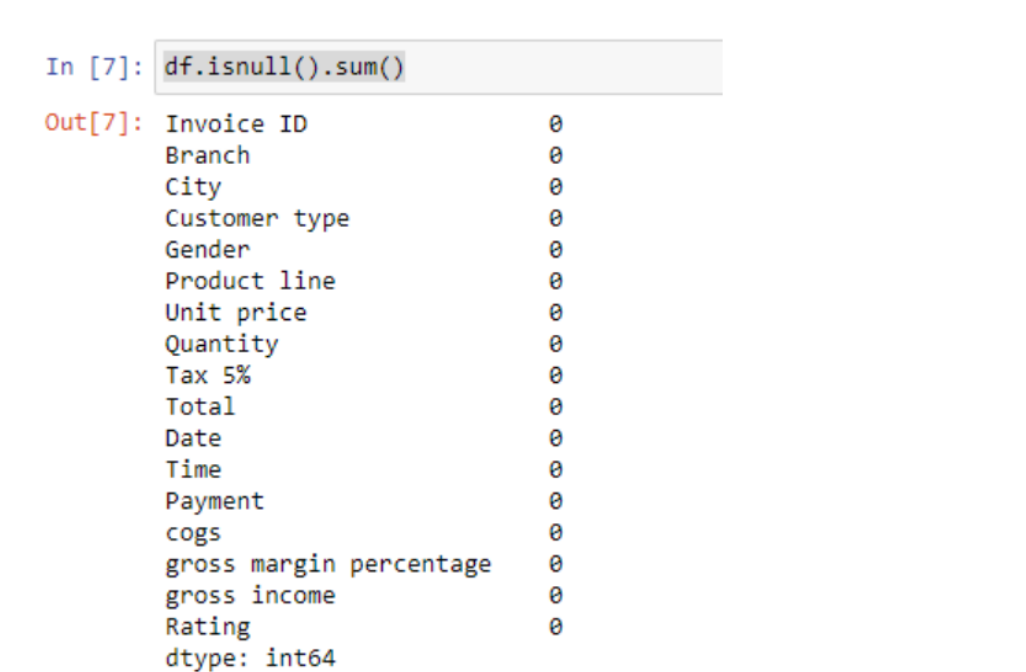 In [7]: df.isnull().sum()
Out[7]: Invoice ID 0
Branch 0
City 0
Customer type 0
Gender 0
Product line 0
Unit price 0
Quantity 0
Tax 5% 0
Total 0
Date 0
Time 0
Payment 0
cogs 0
gross margin percentage 0
gross income 0
Rating 0
dtype: int64